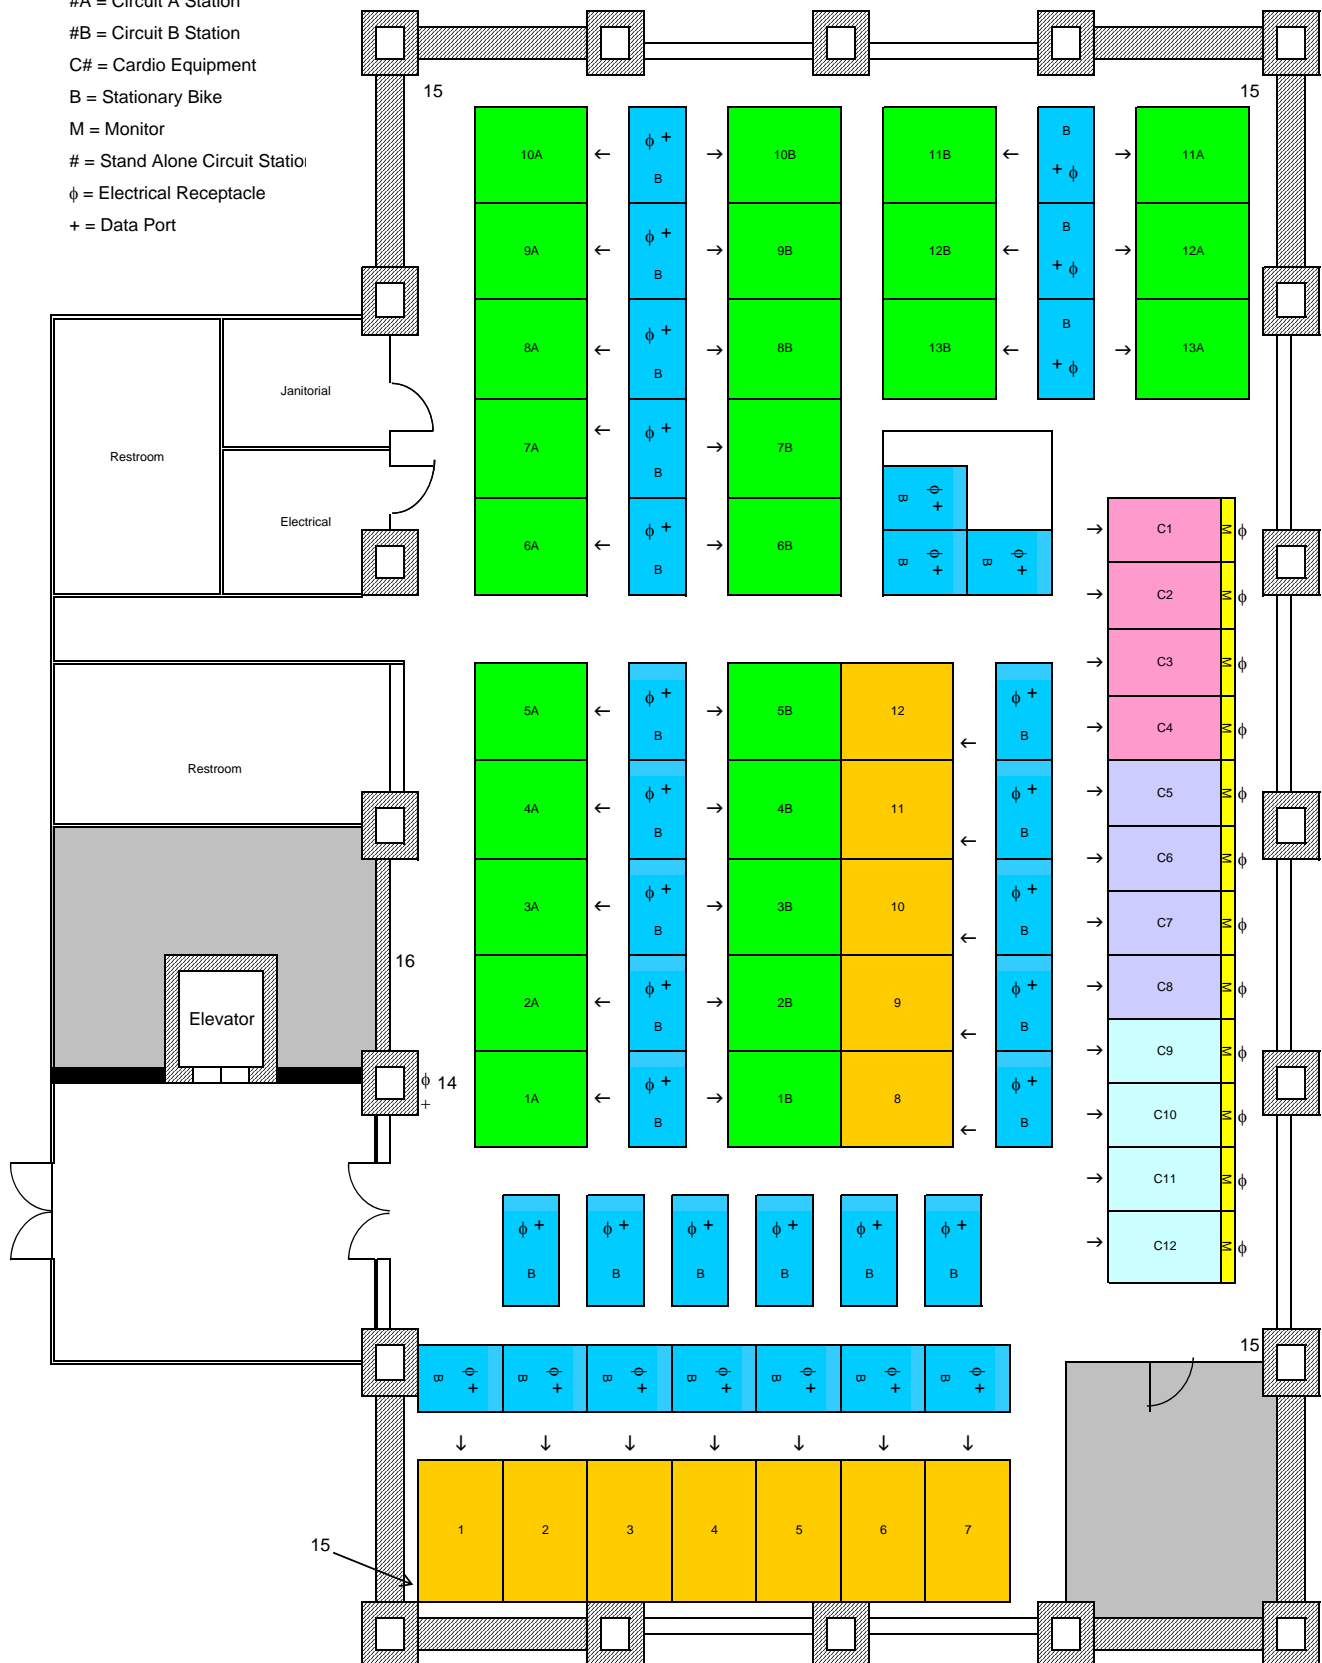 #A = Circuit A Station
#B = Circuit B Station
C# = Cardio Equipment
B = Stationary Bike
M = Monitor
# = Stand Alone Circuit Station
ϕ = Electrical Receptacle
+ = Data Port
15 15
10A ← ϕ + → 10B 11B ← B → 11A
B + ϕ
9A ← ϕ + → 9B 12B ← B → 12A
B + ϕ
8A ← ϕ + → 8B 13B ← B → 13A
B + ϕ
Janitorial
Restroom
7A ← ϕ + → 7B
B
B ϕ +
Electrical
6A ← ϕ + → 6B
B
B ϕ + B ϕ +
→ C1 M ϕ
→ C2 M ϕ
→ C3 M ϕ
→ C4 M ϕ
→ C5 M ϕ
→ C6 M ϕ
→ C7 M ϕ
→ C8 M ϕ
→ C9 M ϕ
→ C10 M ϕ
→ C11 M ϕ
→ C12 M ϕ
Restroom
5A ← ϕ + → 5B 12 ← ϕ +
B B
4A ← ϕ + → 4B 11 ← ϕ +
B B
3A ← ϕ + → 3B 10 ← ϕ +
B B
16
Elevator
2A ← ϕ + → 2B 9 ← ϕ +
B B
ϕ 14
+
1A ← ϕ + → 1B 8 ← ϕ +
B B
ϕ + ϕ + ϕ + ϕ + ϕ + ϕ +
B B B B B B
15
B ϕ + B ϕ + B ϕ + B ϕ + B ϕ + B ϕ + B ϕ +
↓ ↓ ↓ ↓ ↓ ↓ ↓
1 2 3 4 5 6 7
15